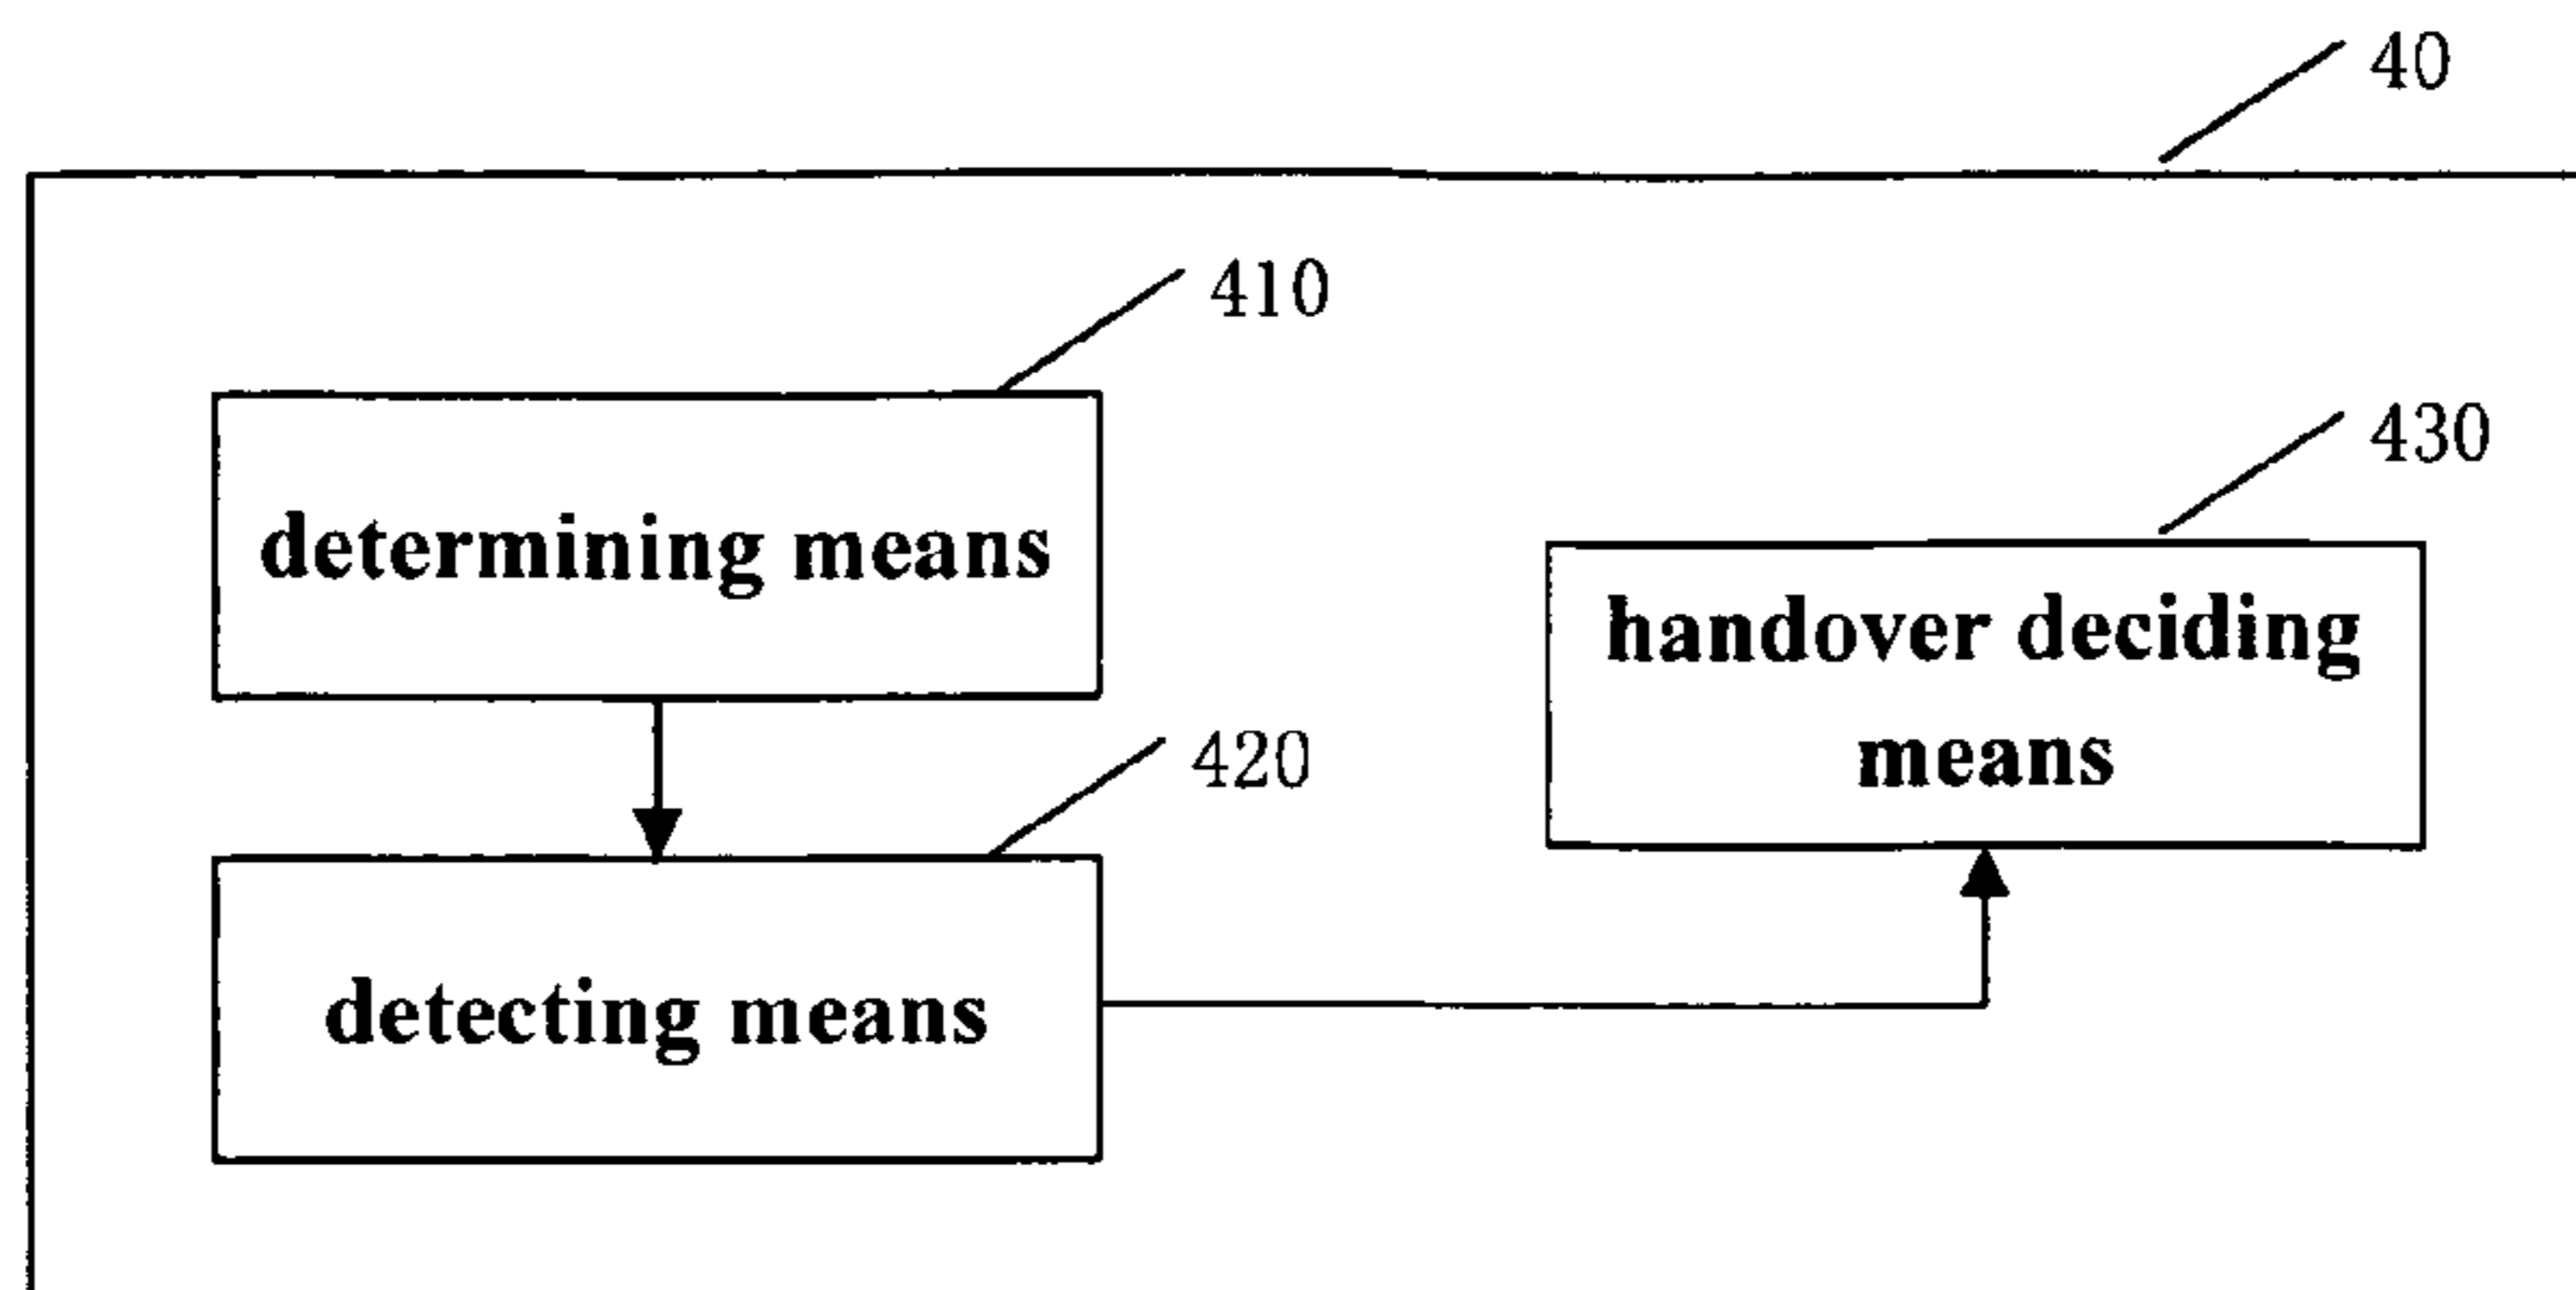 40
410
determining means
430
handover deciding
means
420
detecting means